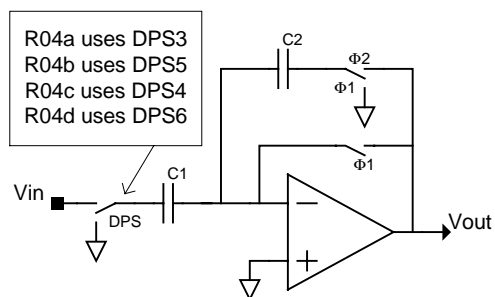 R04a uses DPS3
R04b uses DPS5
R04c uses DPS4
R04d uses DPS6
C2
Φ2
Φ1
Φ1
C1
Vin
DPS
Vout